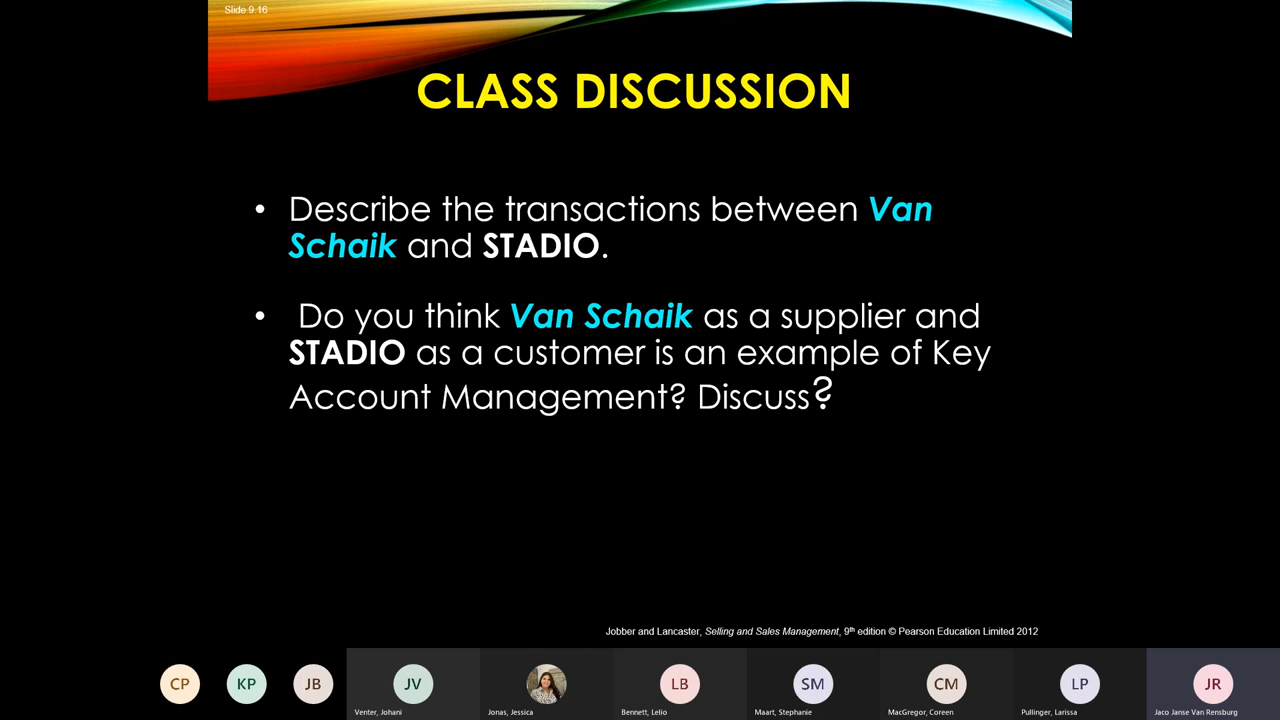 Slide 9.16
CLASS DISCUSSION
• Describe the transactions between Van
Schaik and STADIO.
• Do you think Van Schaik as a supplier and
STADIO as a customer is an example of Key
Account Management? Discuss?
Jobber and Lancaster, Selling and Sales Management, 9th edition © Pearson Education Limited 2012
CP KP JB JV LB SM CM LP JR
Venter, Johani Jonas, Jessica Bennett, Lelio Maart, Stephanie MacGregor, Coreen Pullinger, Larissa Jaco Janse Van Rensburg